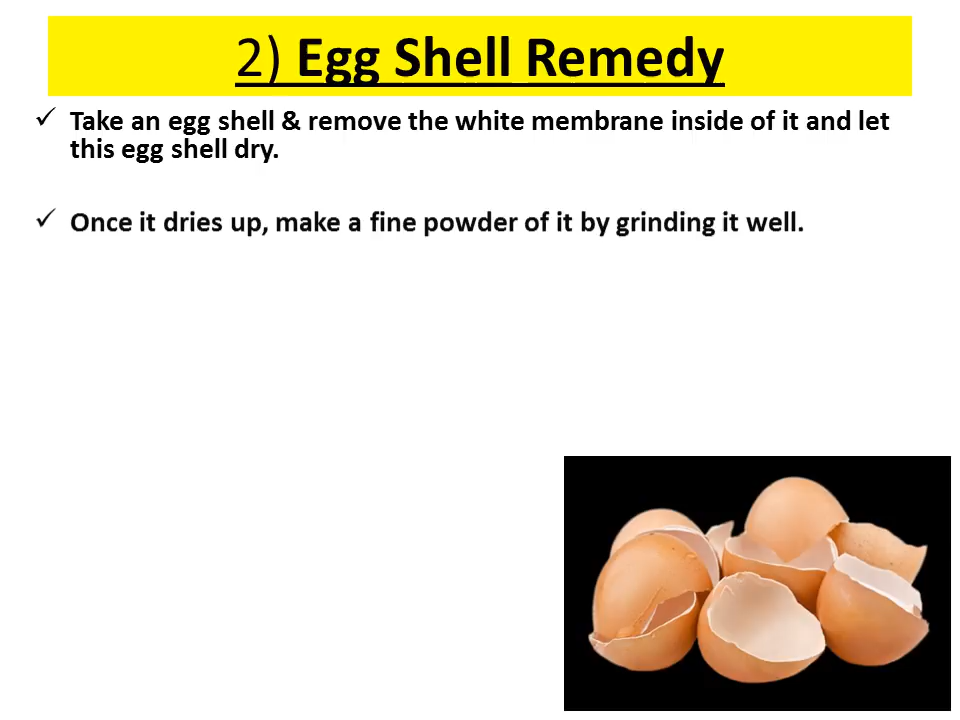 2) Egg Shell Remedy
✓ Take an egg shell & remove the white membrane inside of it and let
this egg shell dry.
✓ Once it dries up, make a fine powder of it by grinding it well.